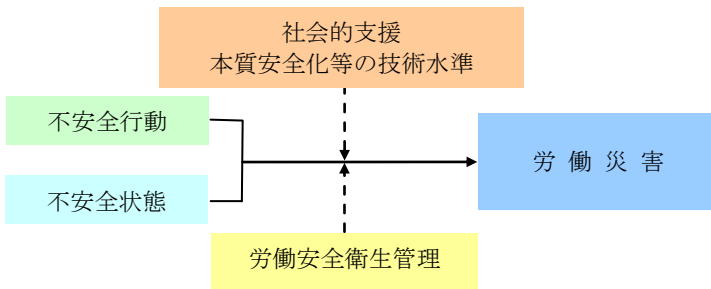 社会的支援
本質安全化等の技術水準
不安全行動
労働災害
不安全状態
労働安全衛生管理